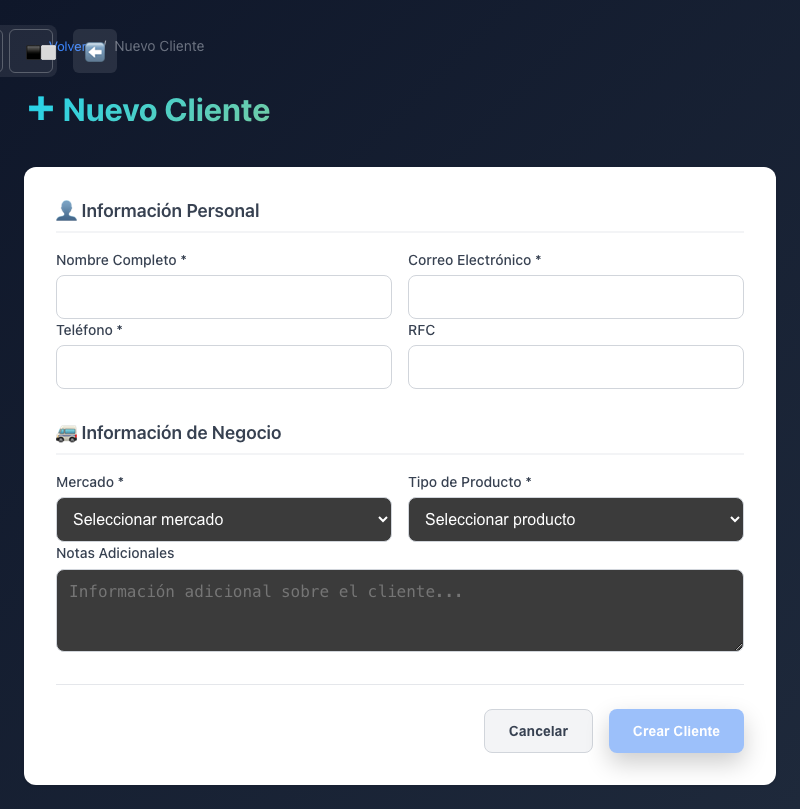 Volver / Nuevo Cliente
Nuevo Cliente
Información Personal
Nombre Completo *
Correo Electrónico *
Teléfono *
RFC
Información de Negocio
Mercado *
Tipo de Producto *
Seleccionar mercado
Seleccionar producto
Notas Adicionales
Información adicional sobre el cliente...
Cancelar
Crear Cliente